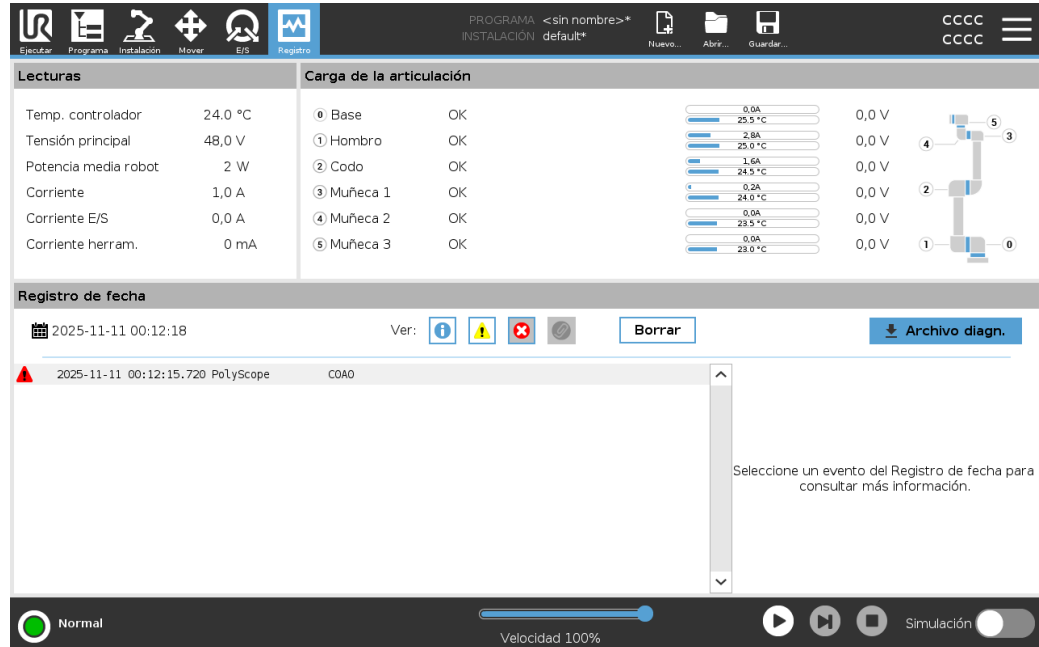 PROGRAMA <sin nombre>*
INSTALACIÓN default*
Ejecutar Programa Instalación Mover E/S Registro
Nuevo... Abrir... Guardar...
CCCC
CCCC
Lecturas
Temp. controlador 24.0 °C
Tensión principal 48,0 V
Potencia media robot 2 W
Corriente 1,0 A
Corriente E/S 0,0 A
Corriente herram. 0 mA
Carga de la articulación
0 Base OK 0,0A 25.5 °C 0,0 V
1 Hombro OK 2,8A 25.0 °C 0,0 V
2 Codo OK 1,6A 24.5 °C 0,0 V
3 Muñeca 1 OK 0,2A 24.0 °C 0,0 V
4 Muñeca 2 OK 0,0A 23.5 °C 0,0 V
5 Muñeca 3 OK 0,0A 23.0 °C 0,0 V
5
4 3
2
1 0
Registro de fecha
2025-11-11 00:12:18 Ver: Borrar Archivo diagn.
2025-11-11 00:12:15.720 PolyScope C0A0
Seleccione un evento del Registro de fecha para
consultar más información.
Normal
Velocidad 100%
Simulación